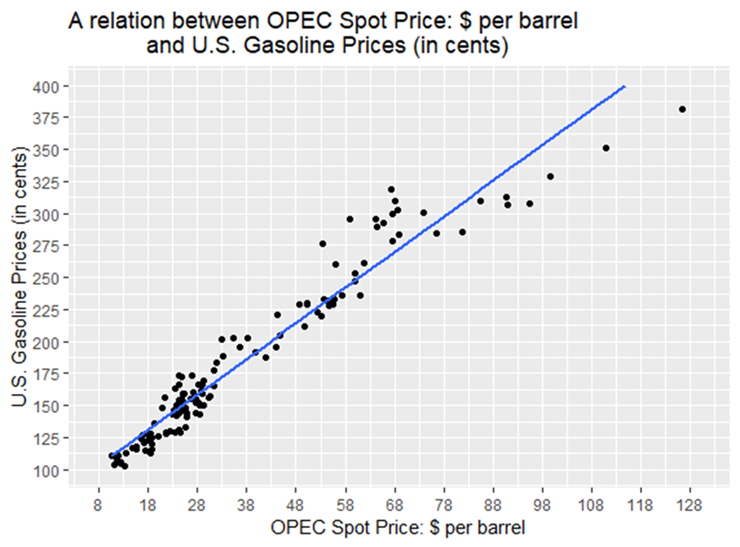 A relation between OPEC Spot Price: $ per barrel
and U.S. Gasoline Prices (in cents)
U.S. Gasoline Prices (in cents)
400
375
350
325
300
275
250
225
200
175
150
125
100
8 18 28 38 48 58 68 78 88 98 108 118 128
OPEC Spot Price: $ per barrel